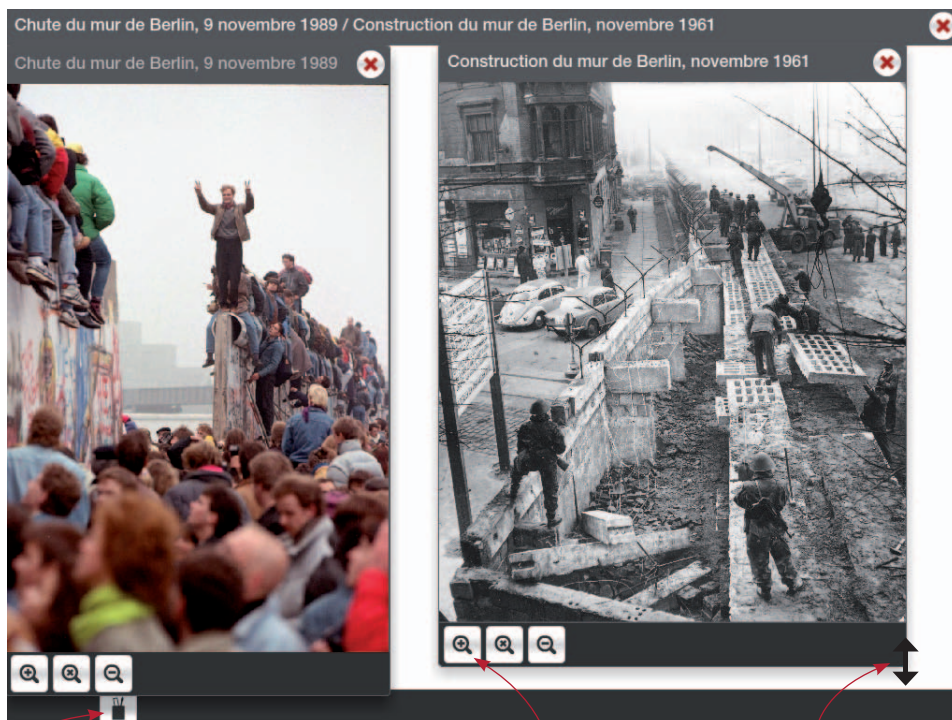 Chute du mur de Berlin, 9 novembre 1989 / Construction du mur de Berlin, novembre 1961
Chute du mur de Berlin, 9 novembre 1989
Construction du mur de Berlin, novembre 1961